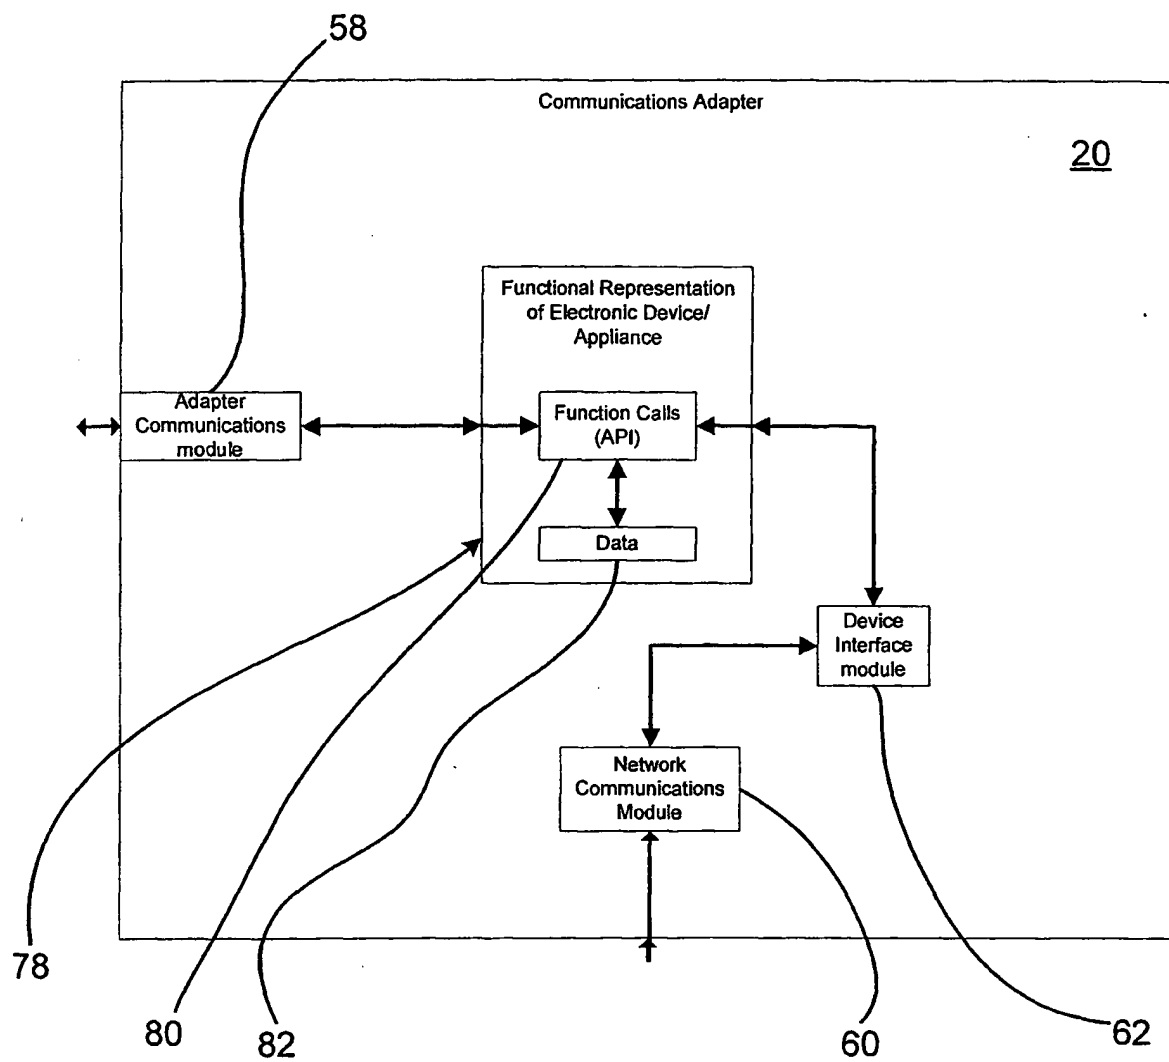 58
Communications Adapter
20
Functional Representation
of Electronic Device/
Appliance
Adapter
Communications
module
Function Calls
(API)
Data
Device
Interface
module
Network
Communications
Module
78
80
82
60
62